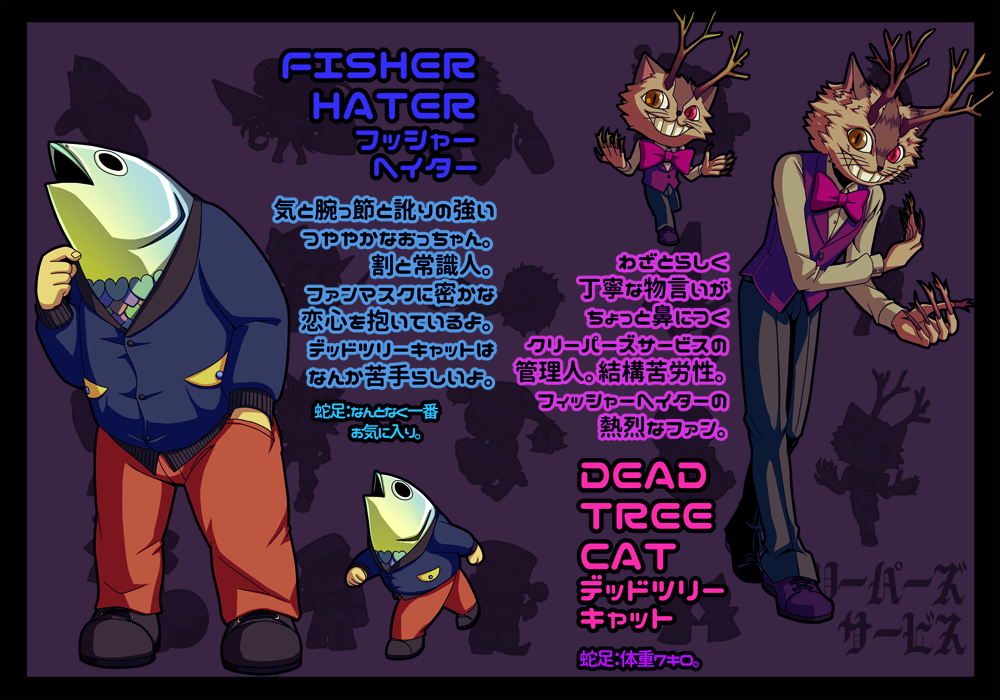 FISHER
HATER
フッシャー
ヘイター
気と腕っ節と訛りの強い
つややかなおっちゃん。
割と常識人。
ファンマスクに密かな
恋心を抱いているよ。
デッドツリーキャットは
なんか苦手らしいよ。
蛇足:なんとなく一番
お気に入り。
わざとらしく
丁寧な物言いが
ちょっと鼻につく
クリーパーズサービスの
管理人。結構苦労性。
フィッシャーヘイターの
熱烈なファン。
DEAD
TREE
CAT
デッドツリー
キャット
蛇足:体重7キロ。
リーパーズ
サービス